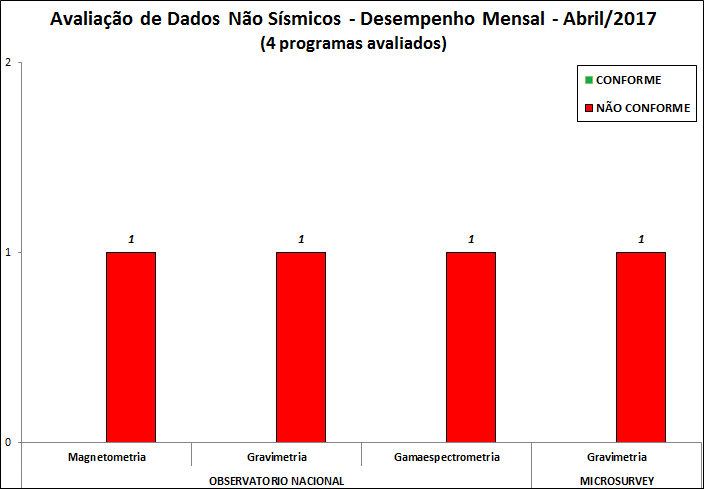 Avaliação de Dados Não Sísmicos - Desempenho Mensal - Abril/2017
(4 programas avaliados)
2
CONFORME
NÃO CONFORME
1 1 1 1
1
0
Magnetometria Gravimetria Gamaespectrometria Gravimetria
OBSERVATORIO NACIONAL MICROSURVEY